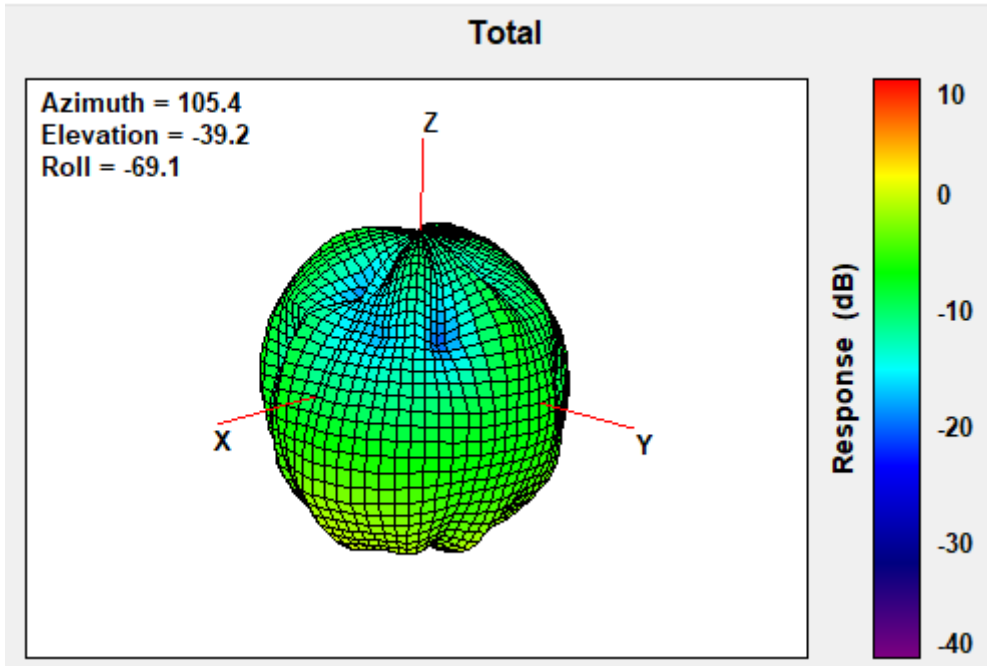 Total
Azimuth = 105.4
Elevation = -39.2
Roll = -69.1
Z
X
Y
10
0
-10
-20
-30
-40
Response (dB)